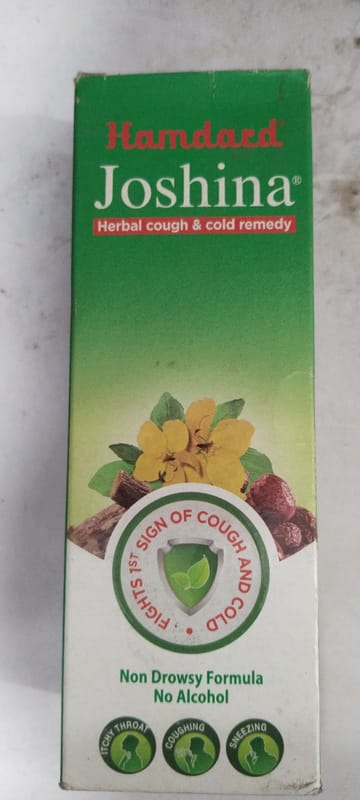 Hamdard
Joshina®
Herbal cough & cold remedy
FIGHTS 1ST SIGN OF COUGH AND COLD
Non Drowsy Formula
No Alcohol
ITCHY THROAT
COUGHING
SNEEZING